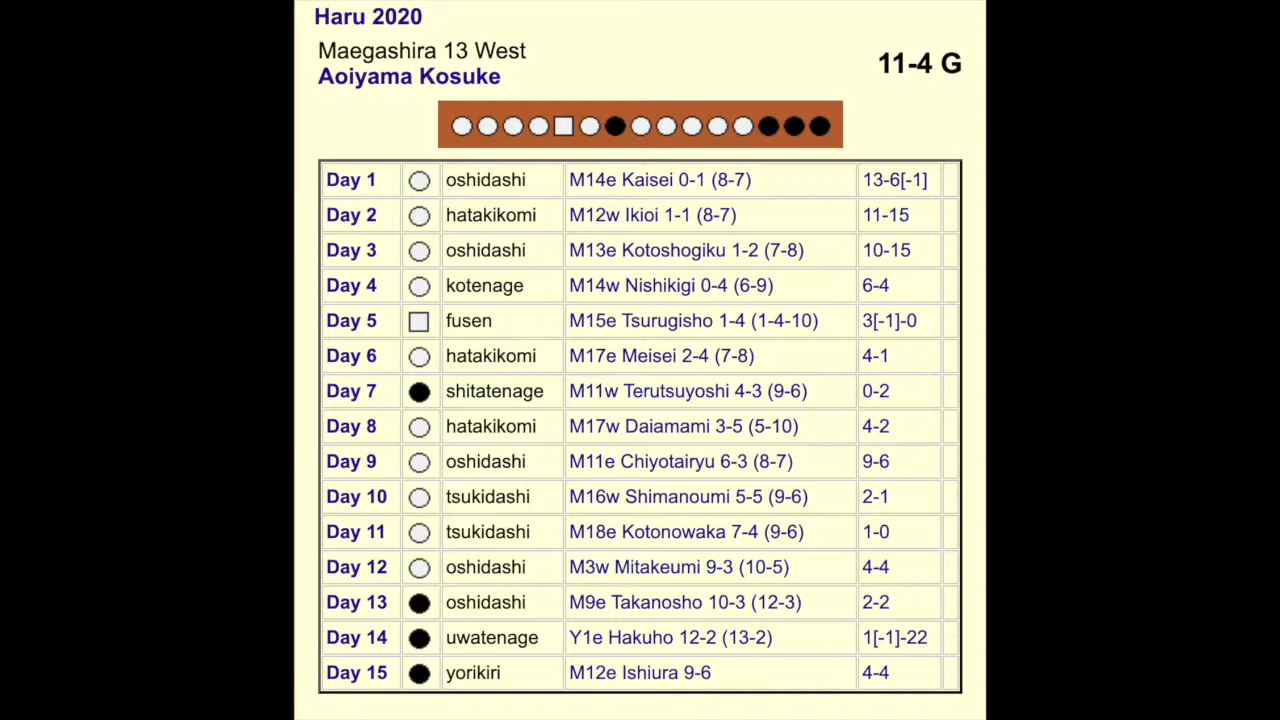 Haru 2020
Maegashira 13 West
Aoiyama Kosuke
11-4 G
Day 1 oshidashi M14e Kaisei 0-1 (8-7) 13-6[-1]
Day 2 hatakikomi M12w Ikioi 1-1 (8-7) 11-15
Day 3 oshidashi M13e Kotoshogiku 1-2 (7-8) 10-15
Day 4 kotenage M14w Nishikigi 0-4 (6-9) 6-4
Day 5 fusen M15e Tsurugisho 1-4 (1-4-10) 3[-1]-0
Day 6 hatakikomi M17e Meisei 2-4 (7-8) 4-1
Day 7 shitatenage M11w Terutsuyoshi 4-3 (9-6) 0-2
Day 8 hatakikomi M17w Daiamami 3-5 (5-10) 4-2
Day 9 oshidashi M11e Chiyotairyu 6-3 (8-7) 9-6
Day 10 tsukidashi M16w Shimanoumi 5-5 (9-6) 2-1
Day 11 tsukidashi M18e Kotonowaka 7-4 (9-6) 1-0
Day 12 oshidashi M3w Mitakeumi 9-3 (10-5) 4-4
Day 13 oshidashi M9e Takanosho 10-3 (12-3) 2-2
Day 14 uwatenage Y1e Hakuho 12-2 (13-2) 1[-1]-22
Day 15 yorikiri M12e Ishiura 9-6 4-4